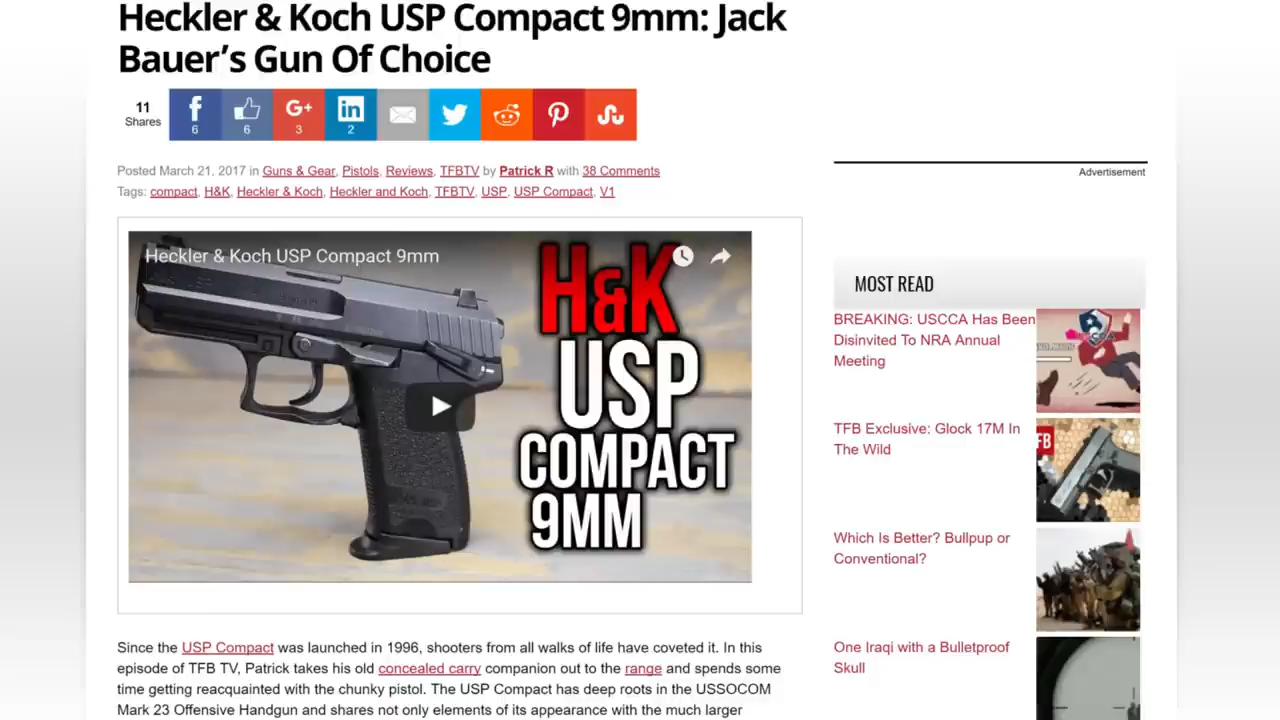 Heckler & Koch USP Compact 9mm: Jack
Bauer’s Gun Of Choice
11
Shares
6
6
G+
3
in
2
Posted March 21, 2017 in Guns & Gear, Pistols, Reviews, TFBTV by Patrick R with 38 Comments
Tags: compact, H&K, Heckler & Koch, Heckler and Koch, TFBTV, USP, USP Compact, V1
Heckler & Koch USP Compact 9mm
H&K
USP
COMPACT
9MM
Since the USP Compact was launched in 1996, shooters from all walks of life have coveted it. In this
episode of TFB TV, Patrick takes his old concealed carry companion out to the range and spends some
time getting reacquainted with the chunky pistol. The USP Compact has deep roots in the USSOCOM
Mark 23 Offensive Handgun and shares not only elements of its appearance with the much larger
Advertisement
MOST READ
BREAKING: USCCA Has Been
Disinvited To NRA Annual
Meeting
TFB Exclusive: Glock 17M In
The Wild
FB
Which Is Better? Bullpup or
Conventional?
One Iraqi with a Bulletproof
Skull